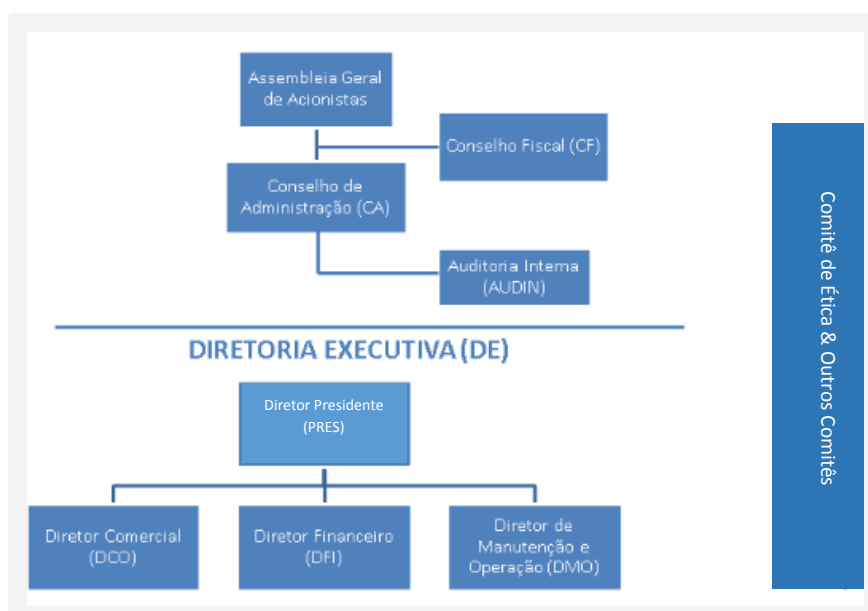 Assembleia Geral
de Acionistas
Conselho Fiscal (CF)
Conselho de
Administração (CA)
Auditoria Interna
(AUDIN)
DIRETORIA EXECUTIVA (DE)
Diretor Presidente
(PRES)
Diretor Comercial
(DCO)
Diretor Financeiro
(DFI)
Diretor de
Manutenção e
Operação (DMO)
Comitê de Ética & Outros Comitês